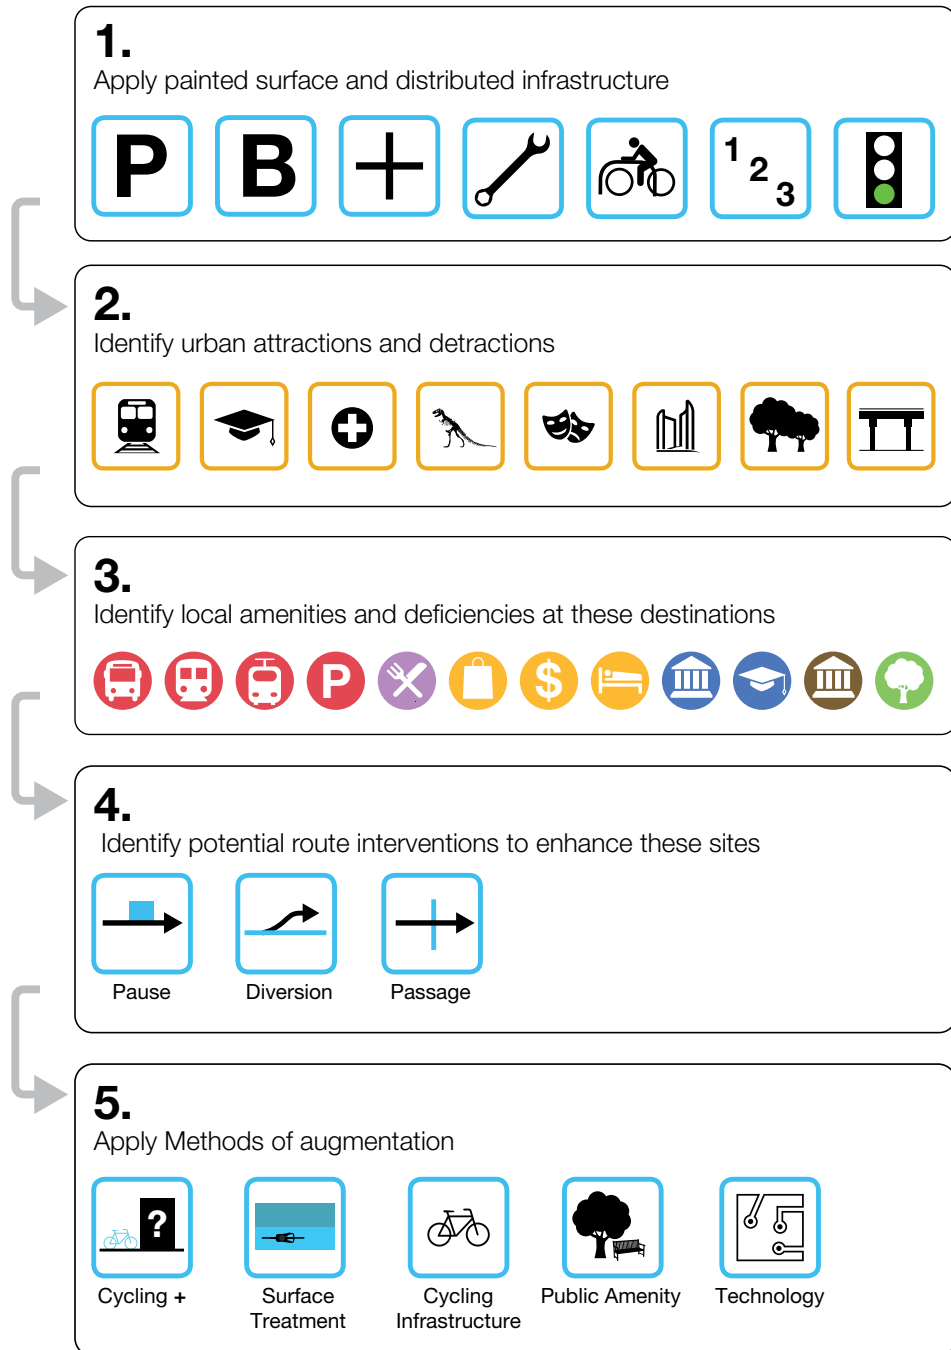 1.
Apply painted surface and distributed infrastructure
P B 1 2 3
2.
Identify urban attractions and detractions
3.
Identify local amenities and deficiencies at these destinations
P $
4.
Identify potential route interventions to enhance these sites
Pause Diversion Passage
5.
Apply Methods of augmentation
?
Cycling + Surface Cycling Public Amenity Technology
Treatment Infrastructure